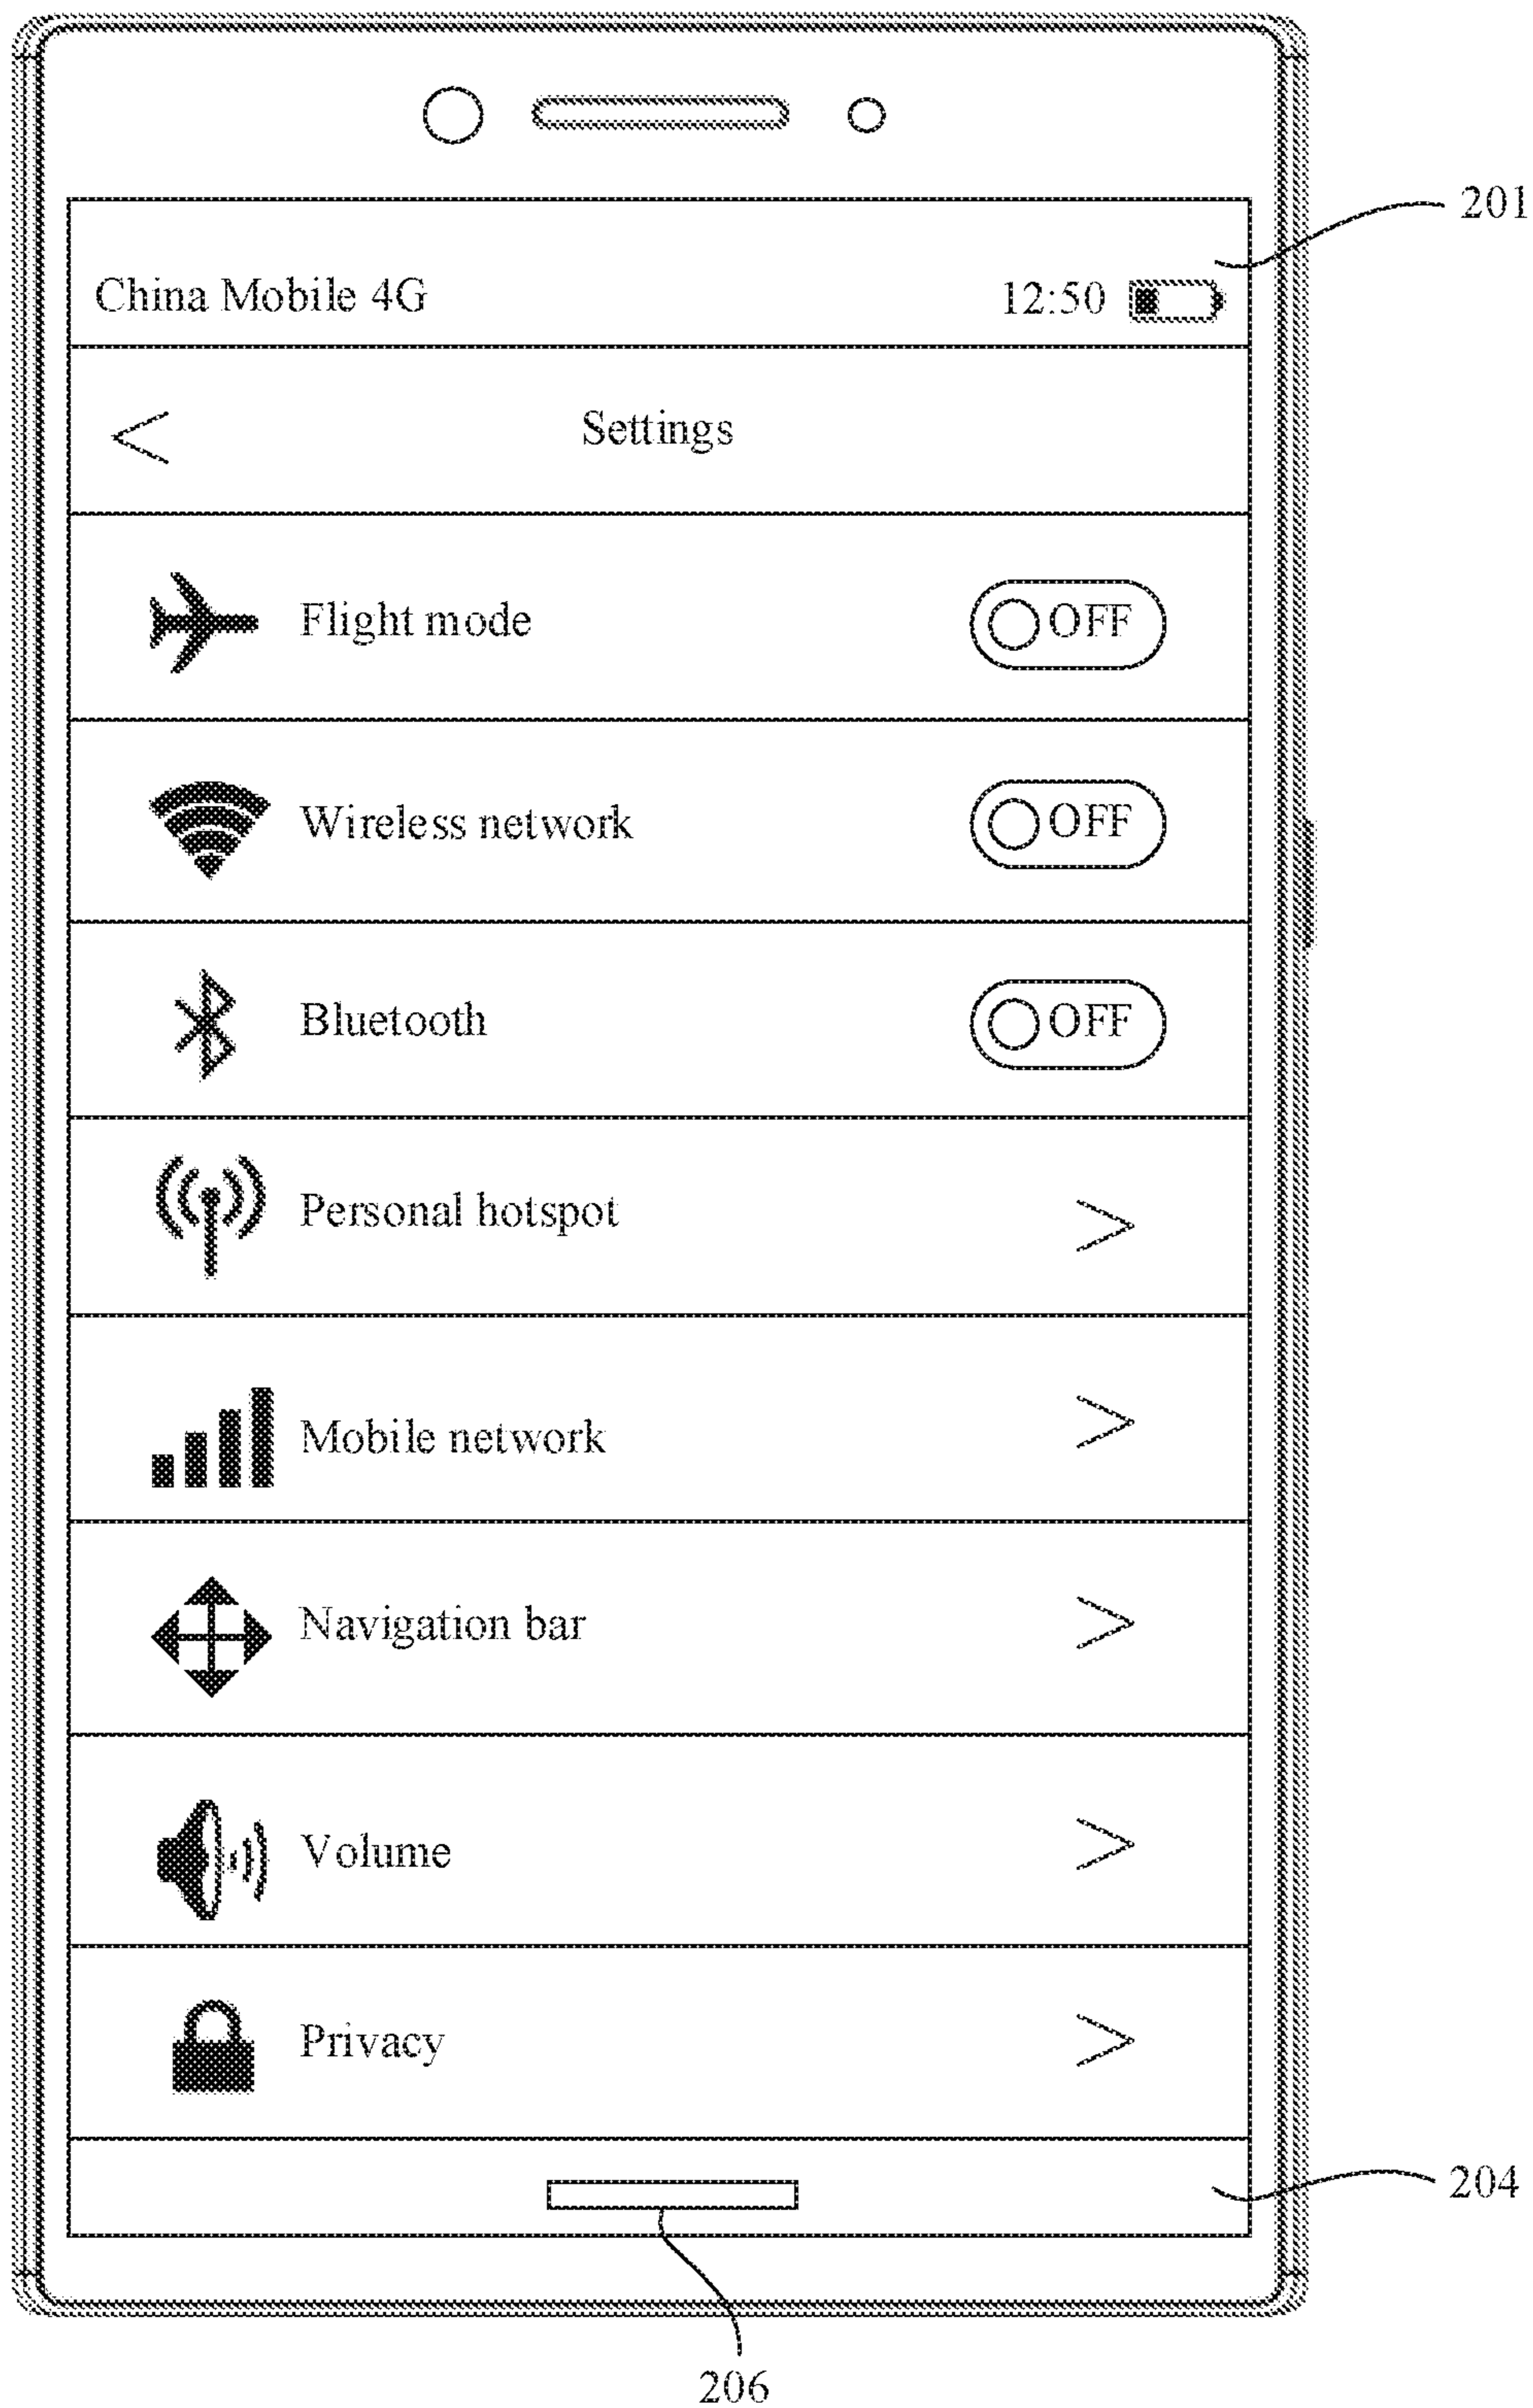 201
China Mobile 4G 12:50
Settings
Flight mode OFF
Wireless network OFF
Bluetooth OFF
Personal hotspot
Mobile network
Navigation bar
Volume
Privacy
204
206